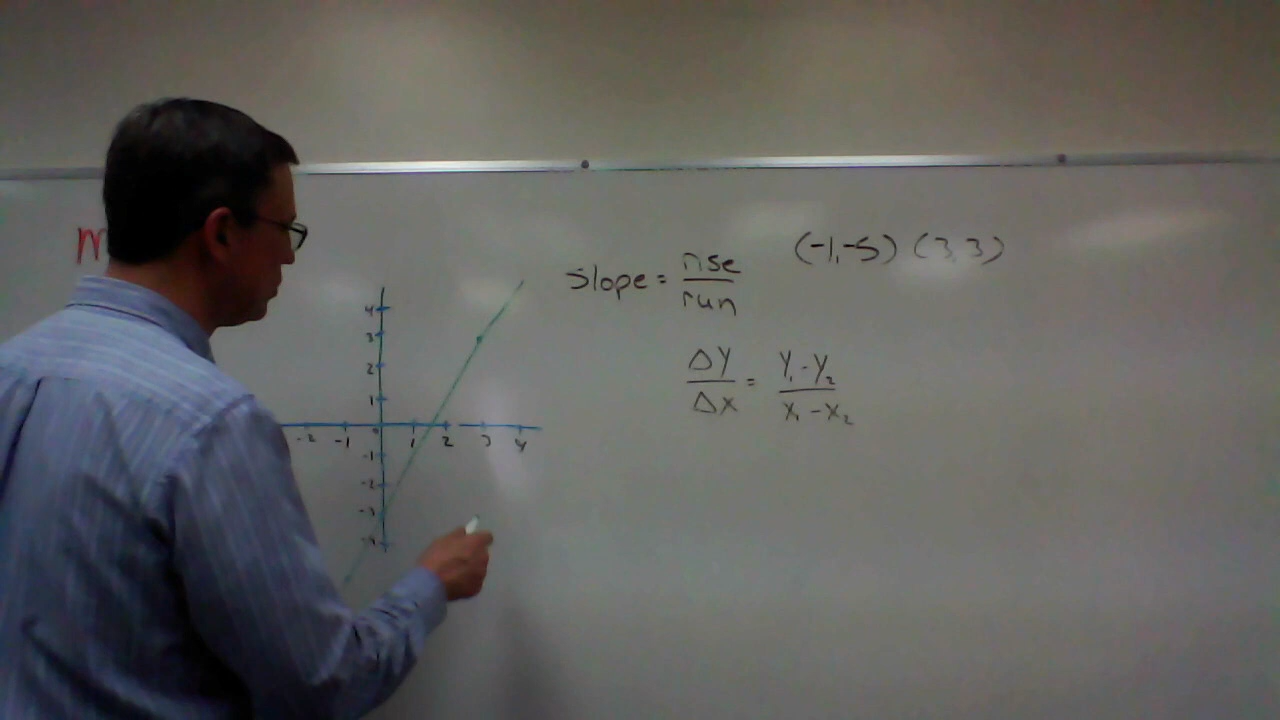 m
slope = rise/run
(-1,-5) (3,3)
Δy/Δx = y₁-y₂/x₁-x₂
4
3
2
1
-2 -1 0 1 2 3 4
-1
-2
-3
-4